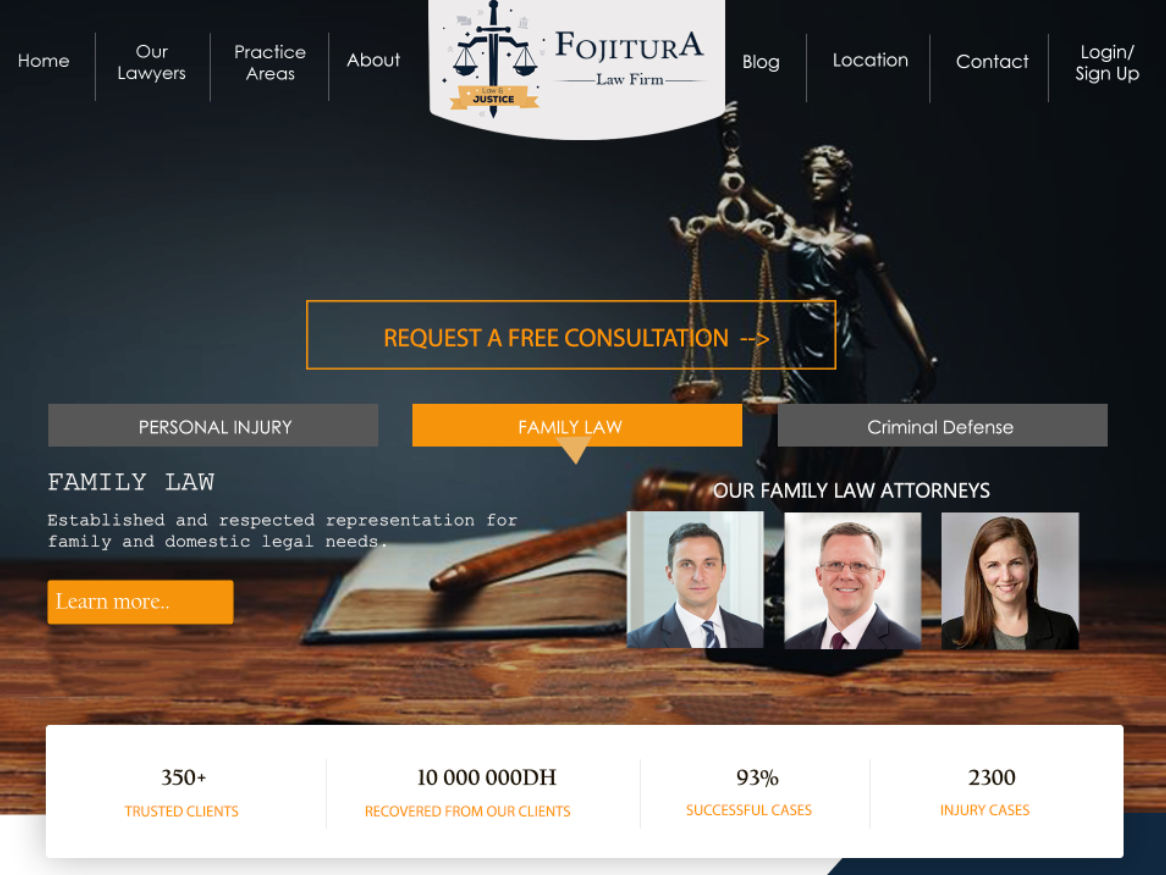 Home
Our
Lawyers
Practice
Areas
About
Law &
JUSTICE
FOJITURA
Law Firm
Blog
Location
Contact
Login/
Sign Up
REQUEST A FREE CONSULTATION -->
PERSONAL INJURY
FAMILY LAW
Criminal Defense
FAMILY LAW
Established and respected representation for
family and domestic legal needs.
Learn more..
OUR FAMILY LAW ATTORNEYS
350+
TRUSTED CLIENTS
10 000 000DH
RECOVERED FROM OUR CLIENTS
93%
SUCCESSFUL CASES
2300
INJURY CASES